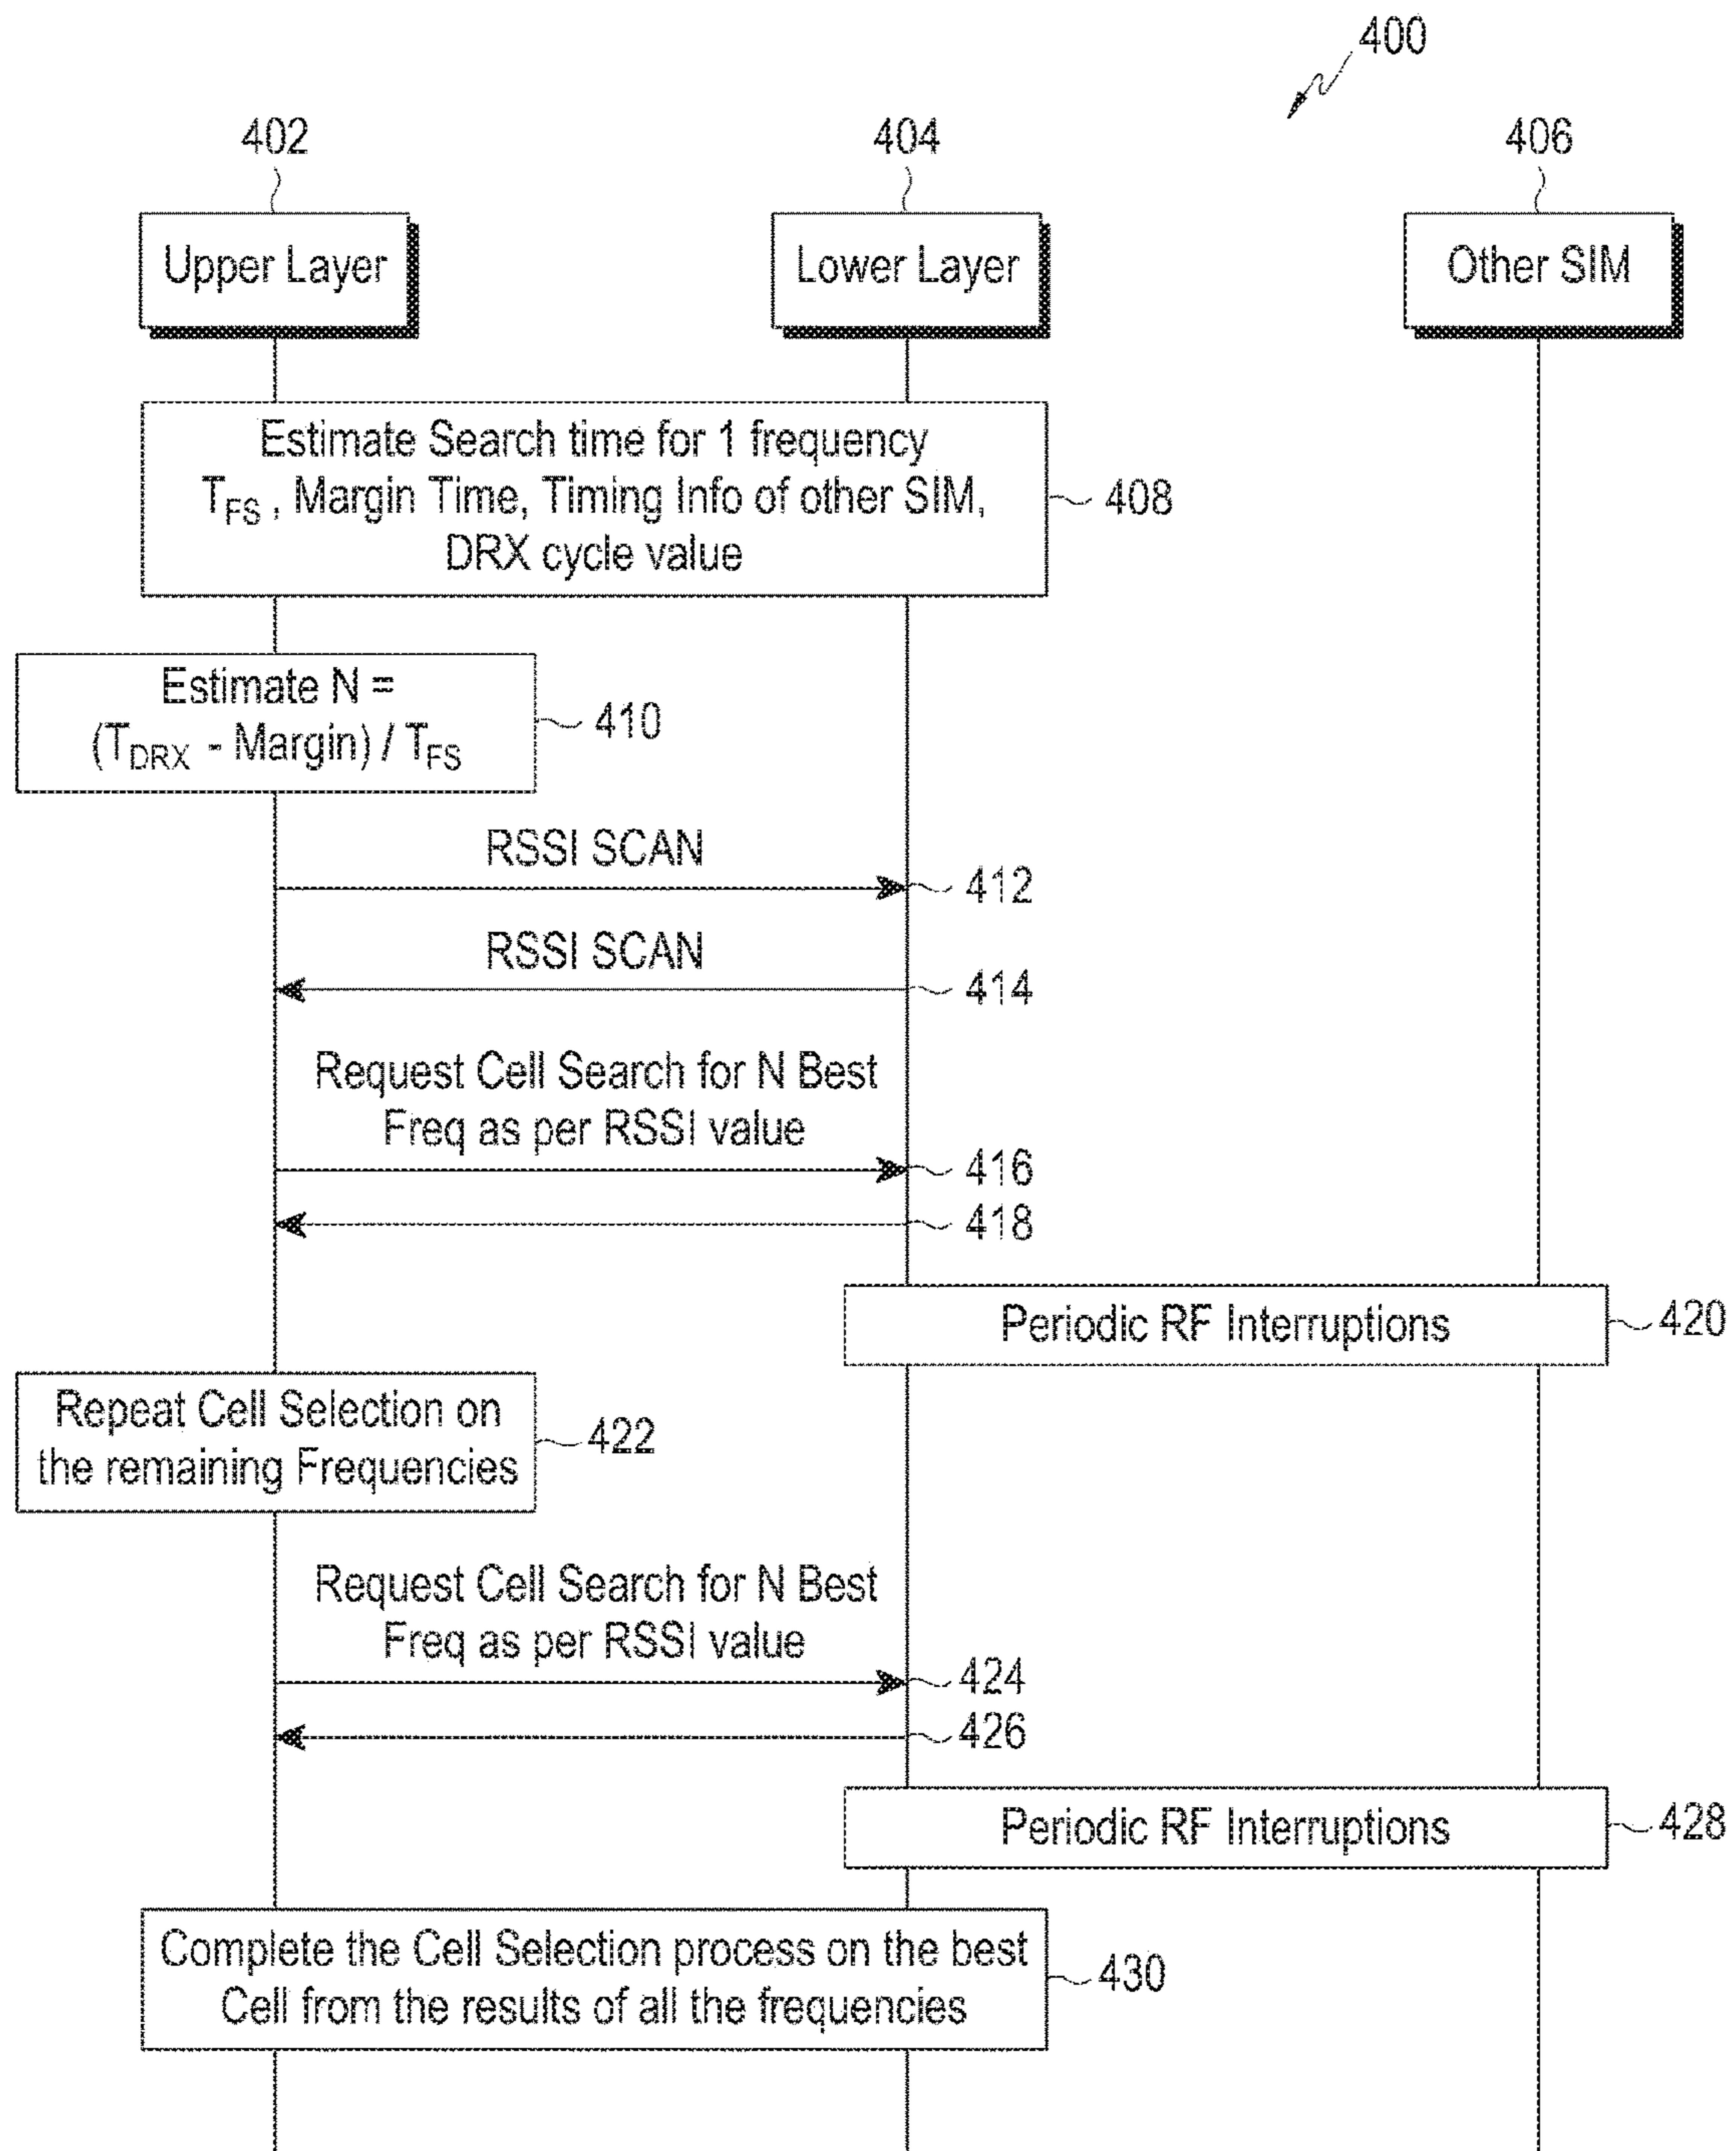 400
402
404
406
Upper Layer
Lower Layer
Other SIM
Estimate Search time for 1 frequency
T_FS , Margin Time, Timing Info of other SIM,
DRX cycle value
408
Estimate N =
(T_DRX - Margin) / T_FS
410
RSSI SCAN
412
RSSI SCAN
414
Request Cell Search for N Best
Freq as per RSSI value
416
418
Periodic RF Interruptions
420
Repeat Cell Selection on
the remaining Frequencies
422
Request Cell Search for N Best
Freq as per RSSI value
424
426
Periodic RF Interruptions
428
Complete the Cell Selection process on the best
Cell from the results of all the frequencies
430